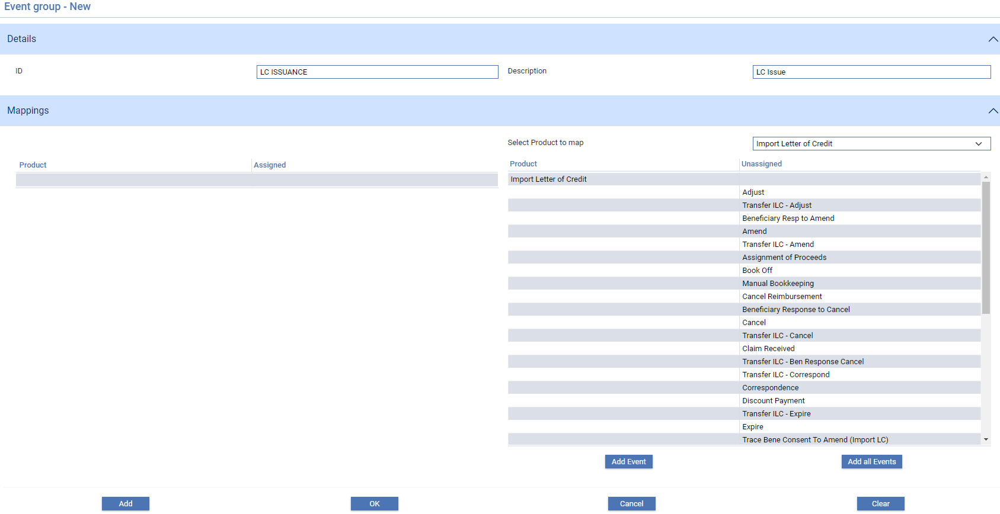 Event group - New
Details
ID
LC ISSUANCE
Description
LC Issue
Mappings
Select Product to map
Import Letter of Credit
Product
Assigned
Product
Unassigned
Import Letter of Credit
Adjust
Transfer ILC - Adjust
Beneficiary Resp to Amend
Amend
Transfer ILC - Amend
Assignment of Proceeds
Book Off
Manual Bookkeeping
Cancel Reimbursement
Beneficiary Response to Cancel
Cancel
Transfer ILC - Cancel
Claim Received
Transfer ILC - Ben Response Cancel
Transfer ILC - Correspond
Correspondence
Discount Payment
Transfer ILC - Expire
Expire
Trace Bene Consent To Amend (Import LC)
Add Event
Add all Events
Add
OK
Cancel
Clear